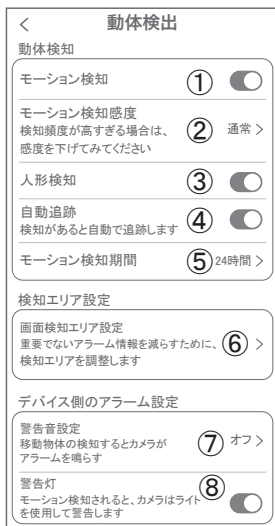 < 動体検出
動体検知
モーション検知 ①
モーション検知感度
検知頻度が高すぎる場合は、 ② 通常 >
感度を下げてみてください
人形検知 ③
自動追跡 ④
検知があると自動で追跡します
モーション検知期間 ⑤ 24時間 >
検知エリア設定
画面検知エリア設定
重要でないアラーム情報を減らすために、 ⑥ >
検知エリアを調整します
デバイス側のアラーム設定
警告音設定
移動物体の検知するとカメラが ⑦ オフ >
アラームを鳴らす
警告灯 ⑧
モーション検知されると、カメラはライト
を使用して警告します